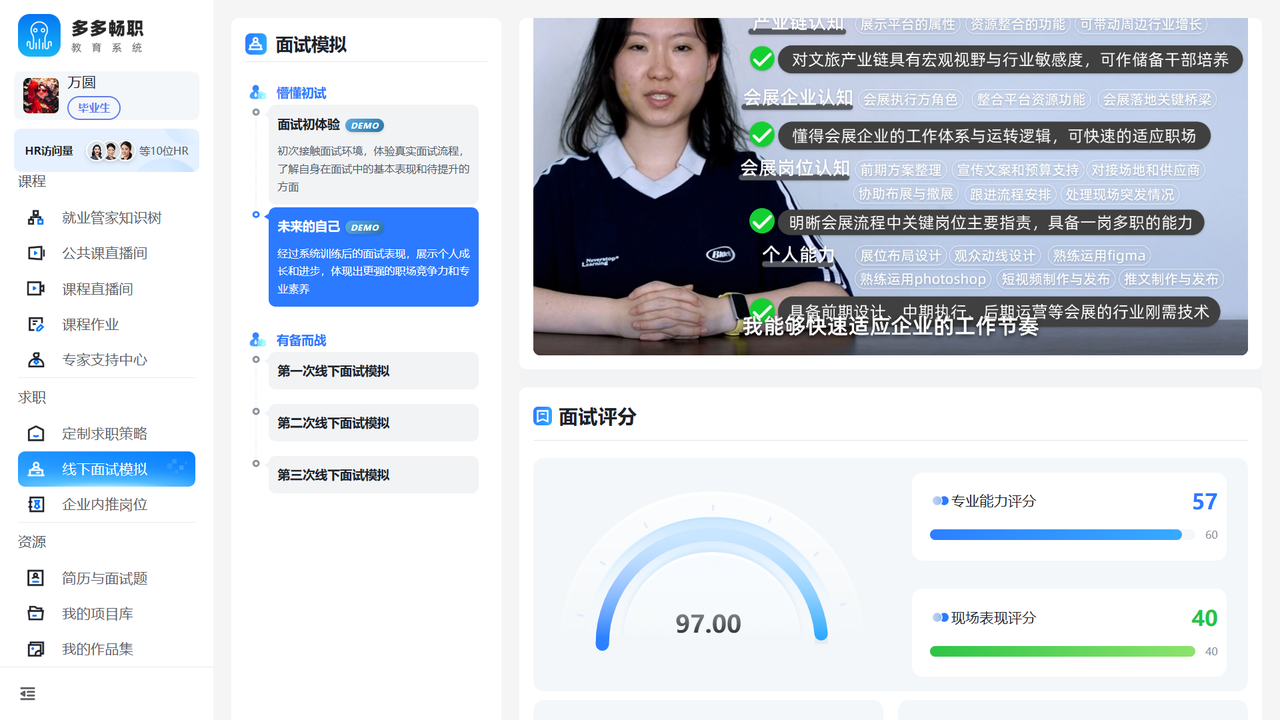 多多畅职
教育系统
万圆
毕业生
HR访问量
等10位HR
课程
就业管家知识树
公共课直播间
课程直播间
课程作业
专家支持中心
求职
定制求职策略
线下面试模拟
企业内推岗位
资源
简历与面试题
我的项目库
我的作品集
面试模拟
懵懂初试
面试初体验 DEMO
初次接触面试环境，体验真实面试流程，
了解自身在面试中的基本表现和待提升的
方面
未来的自己 DEMO
经过系统训练后的面试表现，展示个人成
长和进步，体现出更强的职场竞争力和专
业素养
有备而战
第一次线下面试模拟
第二次线下面试模拟
第三次线下面试模拟
产业链认知 展示平台的属性 资源整合的功能 可带动周边行业增长
对文旅产业链具有宏观视野与行业敏感度，可作储备干部培养
会展企业认知 会展执行方角色 整合平台资源功能 会展落地关键桥梁
懂得会展企业的工作体系与运转逻辑，可快速的适应职场
会展岗位认知 前期方案整理 宣传文案和预算支持 对接场地和供应商
协助布展与撤展 跟进流程安排 处理现场突发情况
明晰会展流程中关键岗位主要指责，具备一岗多职的能力
个人能力 展位布局设计 观众动线设计 熟练运用figma
熟练运用photoshop 短视频制作与发布 推文制作与发布
具备前期设计、中期执行、后期运营等会展的行业刚需技术
我能够快速适应企业的工作节奏
面试评分
97.00
专业能力评分 57
60
现场表现评分 40
40